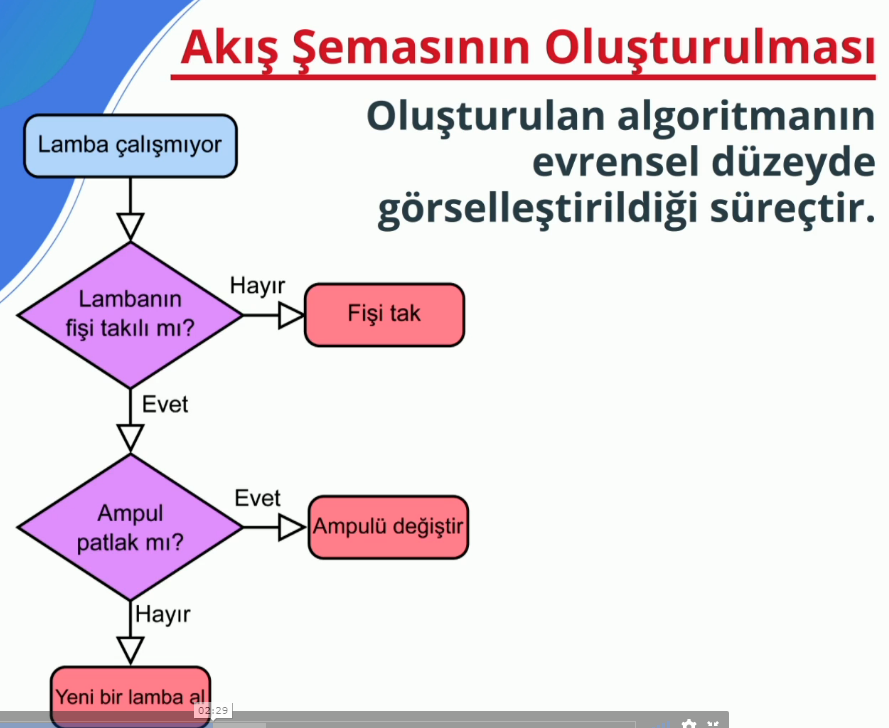 Akış Şemasının Oluşturulması
Oluşturulan algoritmanın
evrensel düzeyde
görselleştirildiği süreçtir.
Lamba çalışmıyor
Lambanın
fişi takılı mı?
Hayır
Fişi tak
Evet
Ampul
patlak mı?
Evet
Ampulü değiştir
Hayır
Yeni bir lamba al
02:29